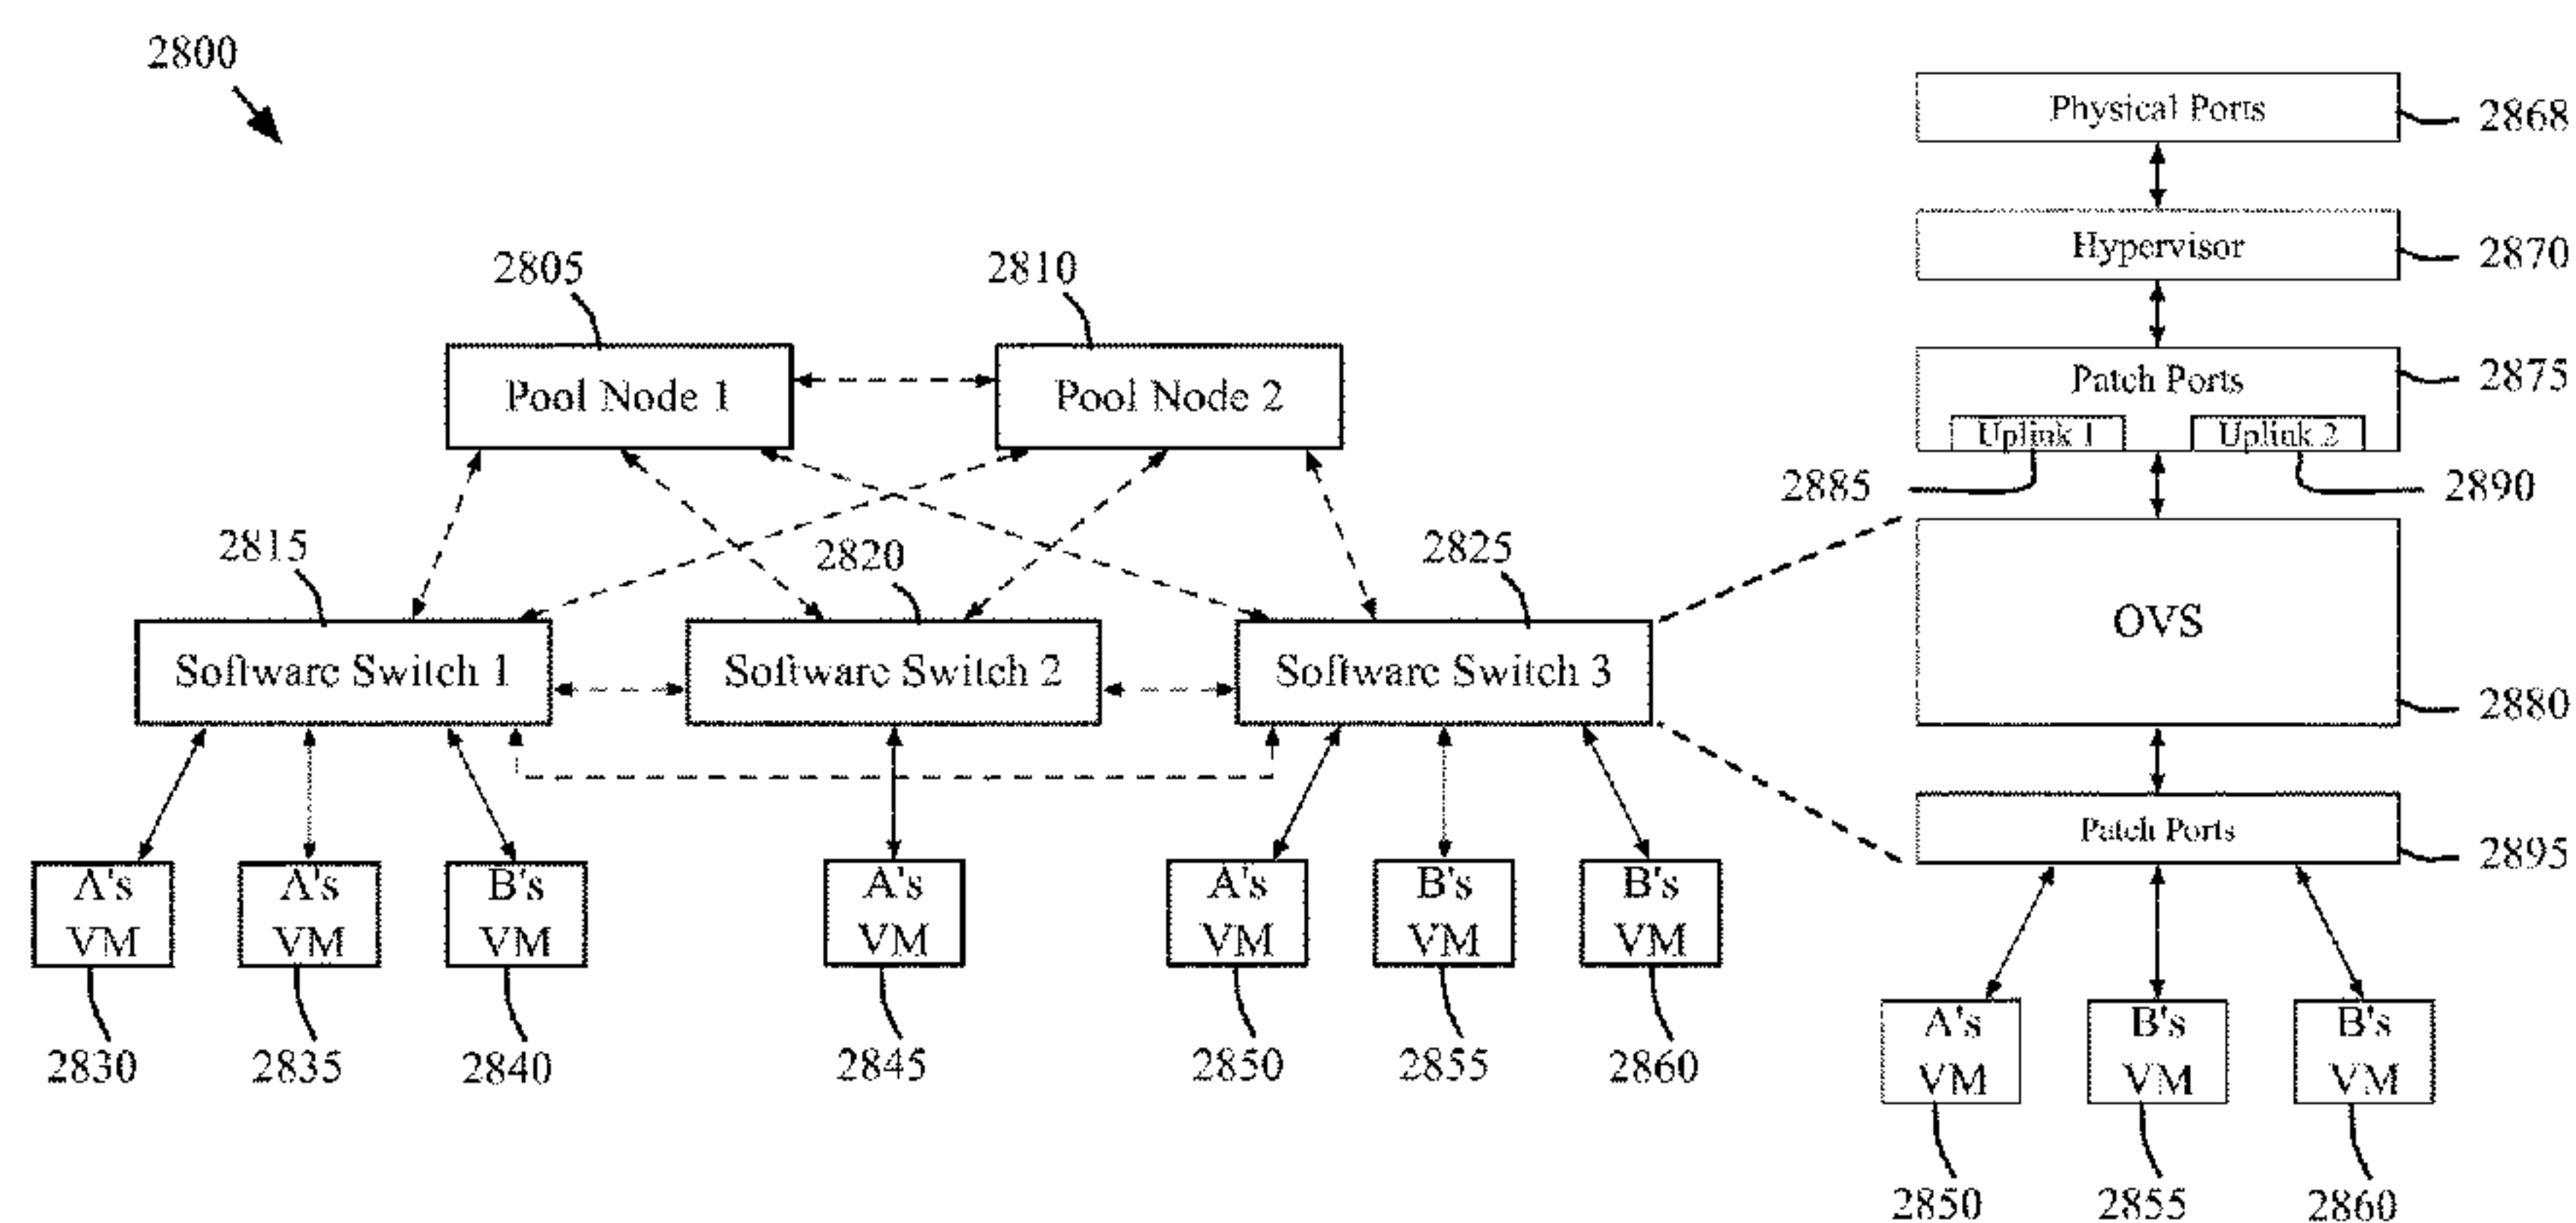 2800
Physical Ports
2868
Hypervisor
2870
2805
2810
Patch Ports
2875
Pool Node 1
Pool Node 2
Uplink 1
Uplink 2
2885
2890
2815
2820
2825
OVS
Software Switch 1
Software Switch 2
Software Switch 3
2880
Patch Ports
2895
A's
VM
A's
VM
B's
VM
A's
VM
A's
VM
B's
VM
B's
VM
2830
2835
2840
2845
2850
2855
2860
A's
VM
B's
VM
B's
VM
2850
2855
2860